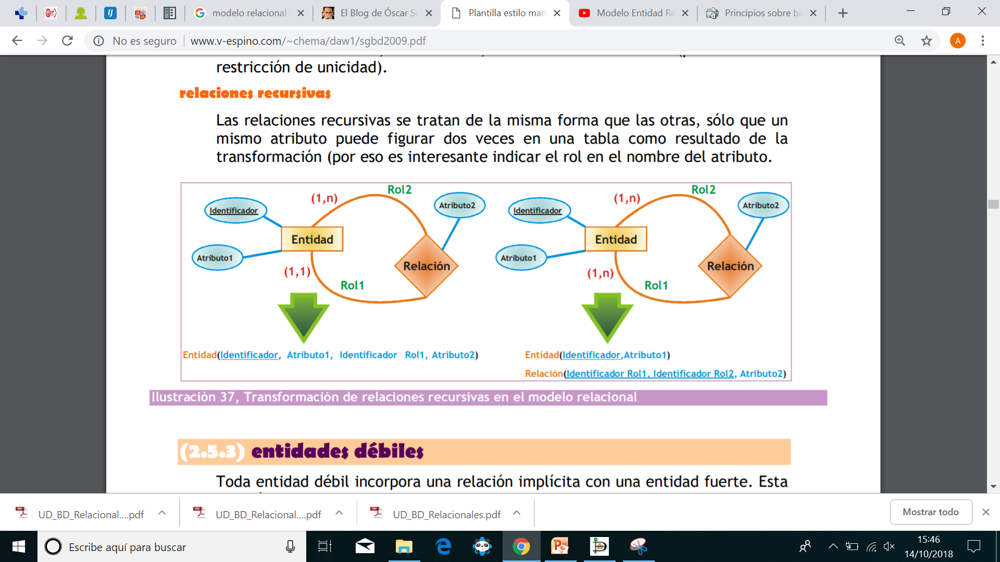 modelo relacional
El Blog de Óscar So
Plantilla estilo man
Modelo Entidad Re
Principios sobre ba
No es seguro
www.v-espino.com/~chema/daw1/sgbd2009.pdf
A
restricción de unicidad).
relaciones recursivas
Las relaciones recursivas se tratan de la misma forma que las otras, sólo que un
mismo atributo puede figurar dos veces en una tabla como resultado de la
transformación (por eso es interesante indicar el rol en el nombre del atributo.
Rol2
(1,n)
Identificador
Atributo2
Entidad
Atributo1
Relación
(1,1)
Rol1
Entidad(Identificador, Atributo1, Identificador Rol1, Atributo2)
Rol2
(1,n)
Identificador
Atributo2
Entidad
Atributo1
Relación
(1,n)
Rol1
Entidad(Identificador,Atributo1)
Relación(Identificador Rol1, Identificador Rol2, Atributo2)
Ilustración 37, Transformación de relaciones recursivas en el modelo relacional
(2.5.3) entidades débiles
Toda entidad débil incorpora una relación implícita con una entidad fuerte. Esta
UD_BD_Relacional....pdf
UD_BD_Relacional....pdf
UD_BD_Relacionales.pdf
Mostrar todo
Escribe aquí para buscar
15:46
14/10/2018